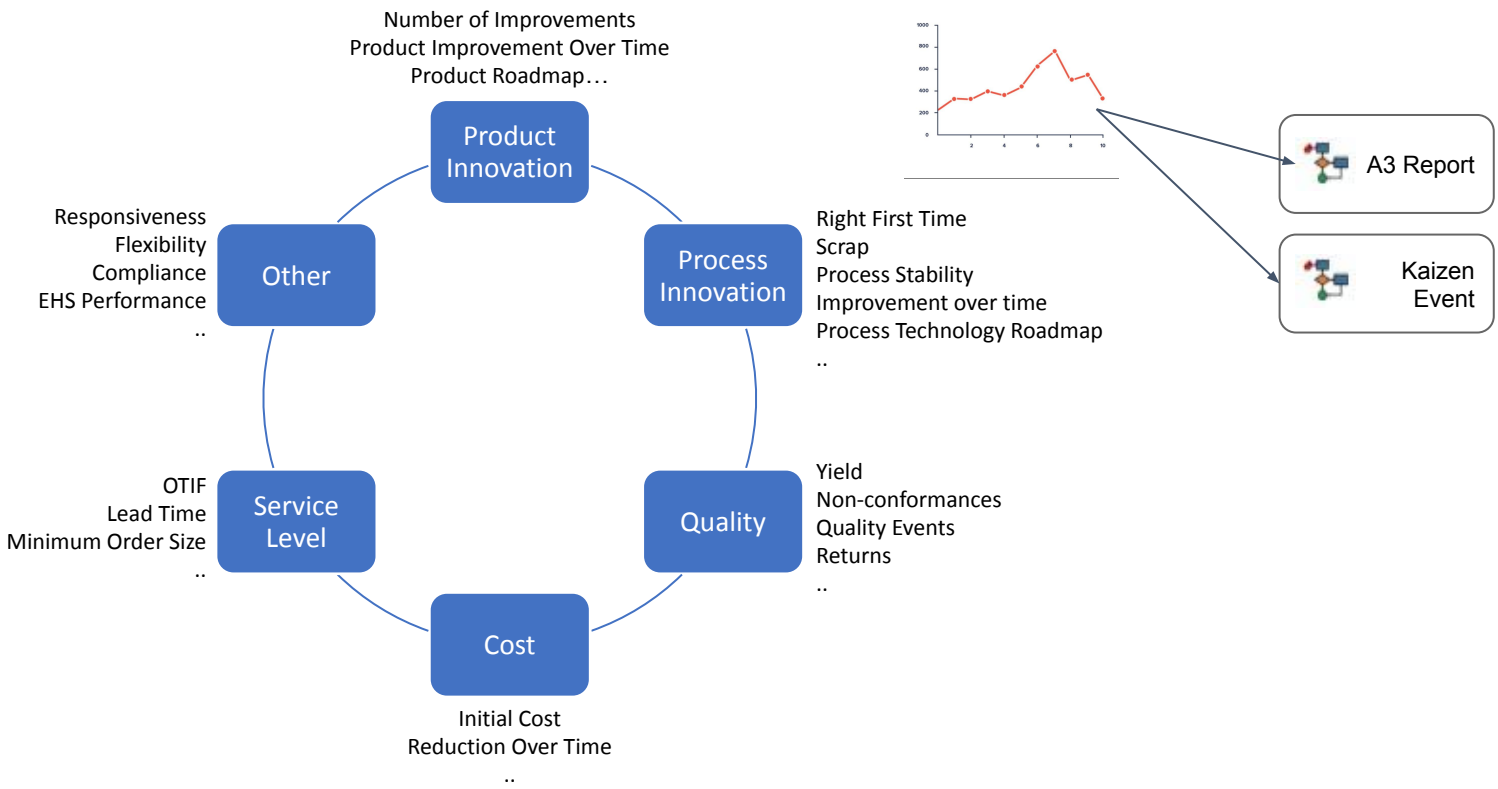 Number of Improvements
Product Improvement Over Time
Product Roadmap…
Product
Innovation
1000
800
600
400
200
0
2
4
6
8
10
A3 Report
Kaizen
Event
Responsiveness
Flexibility
Compliance
EHS Performance
..
Other
Process
Innovation
Right First Time
Scrap
Process Stability
Improvement over time
Process Technology Roadmap
..
OTIF
Lead Time
Minimum Order Size
..
Service
Level
Quality
Yield
Non-conformances
Quality Events
Returns
..
Cost
Initial Cost
Reduction Over Time
..